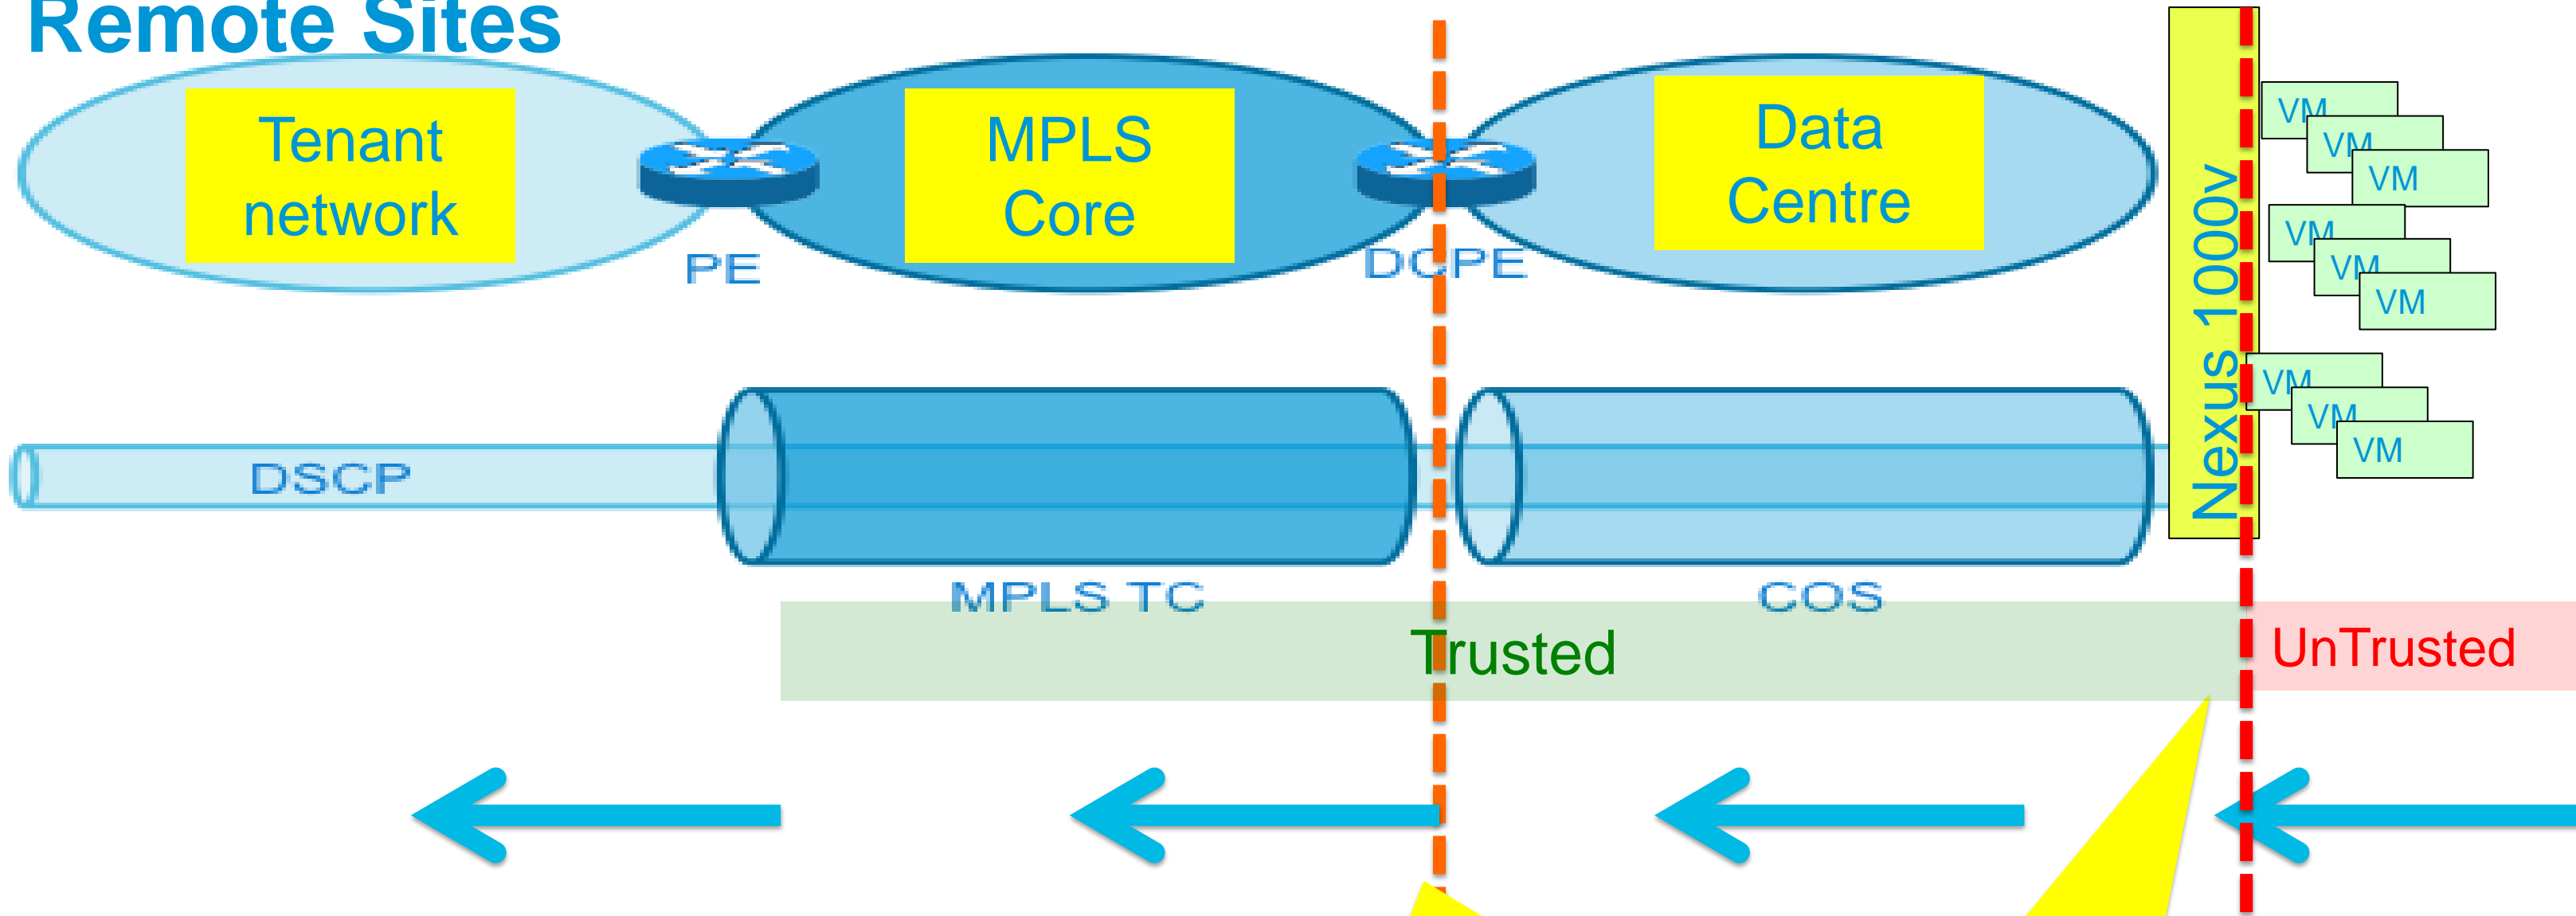 Remote Sites
Tenant
network
MPLS
Core
Data
Centre
PE
DCPE
Nexus 1000v
VM
VM
VM
VM
VM
VM
VM
VM
VM
DSCP
MPLS TC
COS
Trusted
UnTrusted